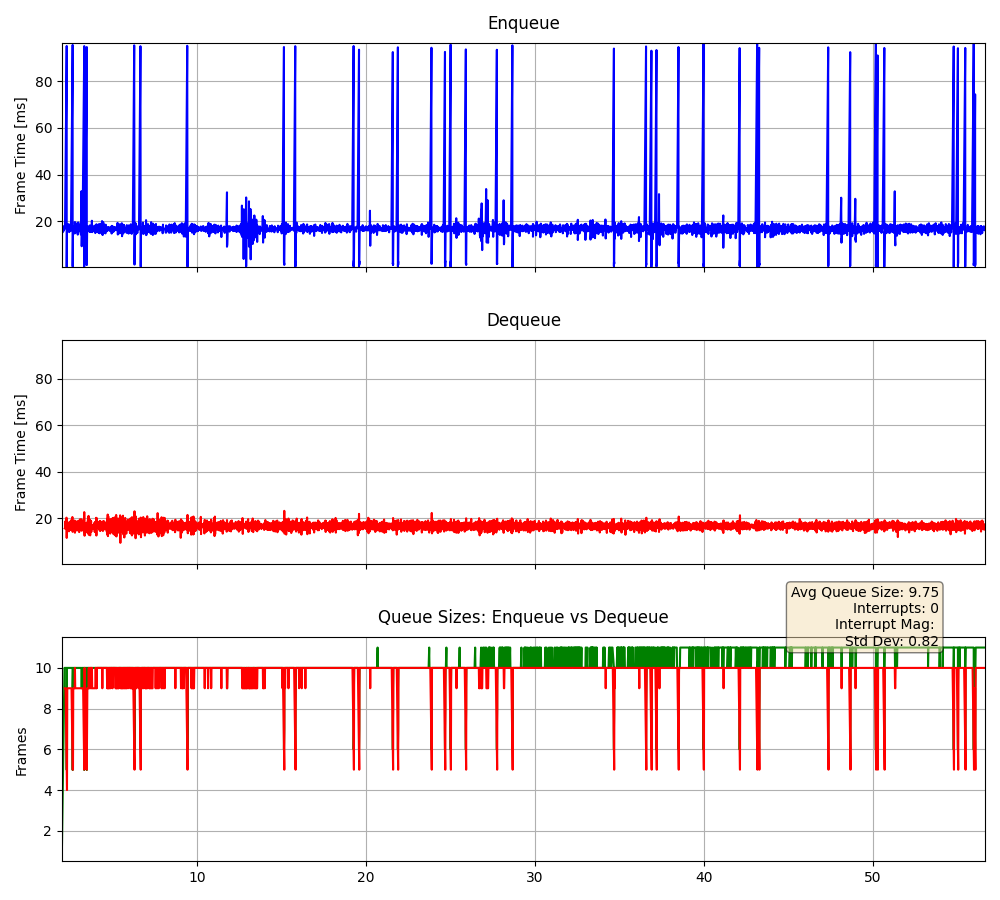 Enqueue
Frame Time [ms]
80
60
40
20
Dequeue
Frame Time [ms]
80
60
40
20
Avg Queue Size: 9.75
Interrupts: 0
Interrupt Mag:
Std Dev: 0.82
Queue Sizes: Enqueue vs Dequeue
Frames
10
8
6
4
2
10 20 30 40 50